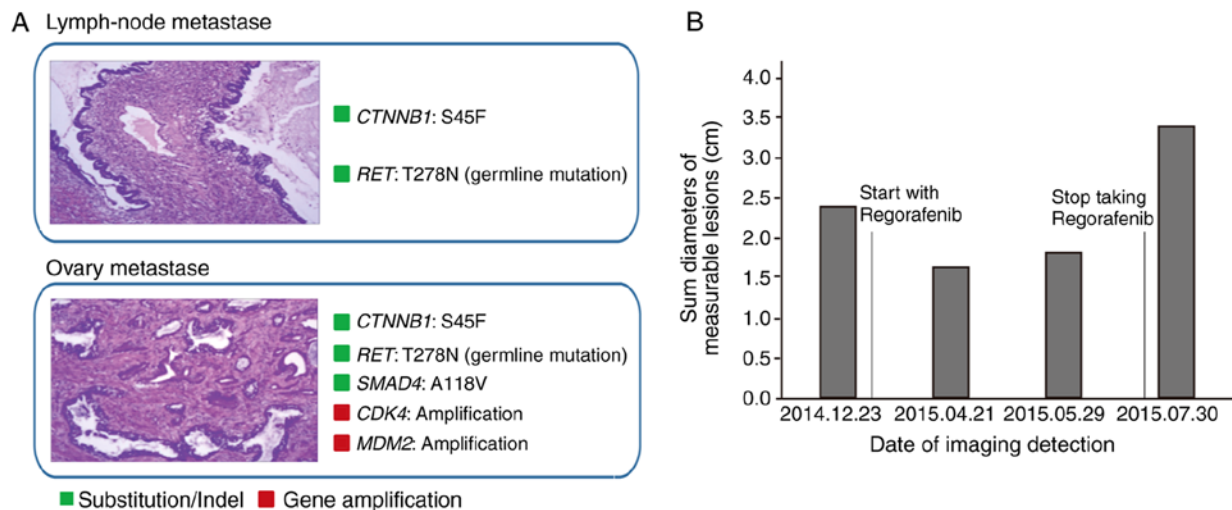 A
Lymph-node metastase
CTNNB1: S45F
RET: T278N (germline mutation)
Ovary metastase
CTNNB1: S45F
RET: T278N (germline mutation)
SMAD4: A118V
CDK4: Amplification
MDM2: Amplification
Substitution/Indel
Gene amplification
B
Sum diameters of
measurable lesions (cm)
4.0
3.5
3.0
2.5
2.0
1.5
1.0
0.5
0.0
Start with
Regorafenib
Stop taking
Regorafenib
2014.12.23
2015.04.21
2015.05.29
2015.07.30
Date of imaging detection